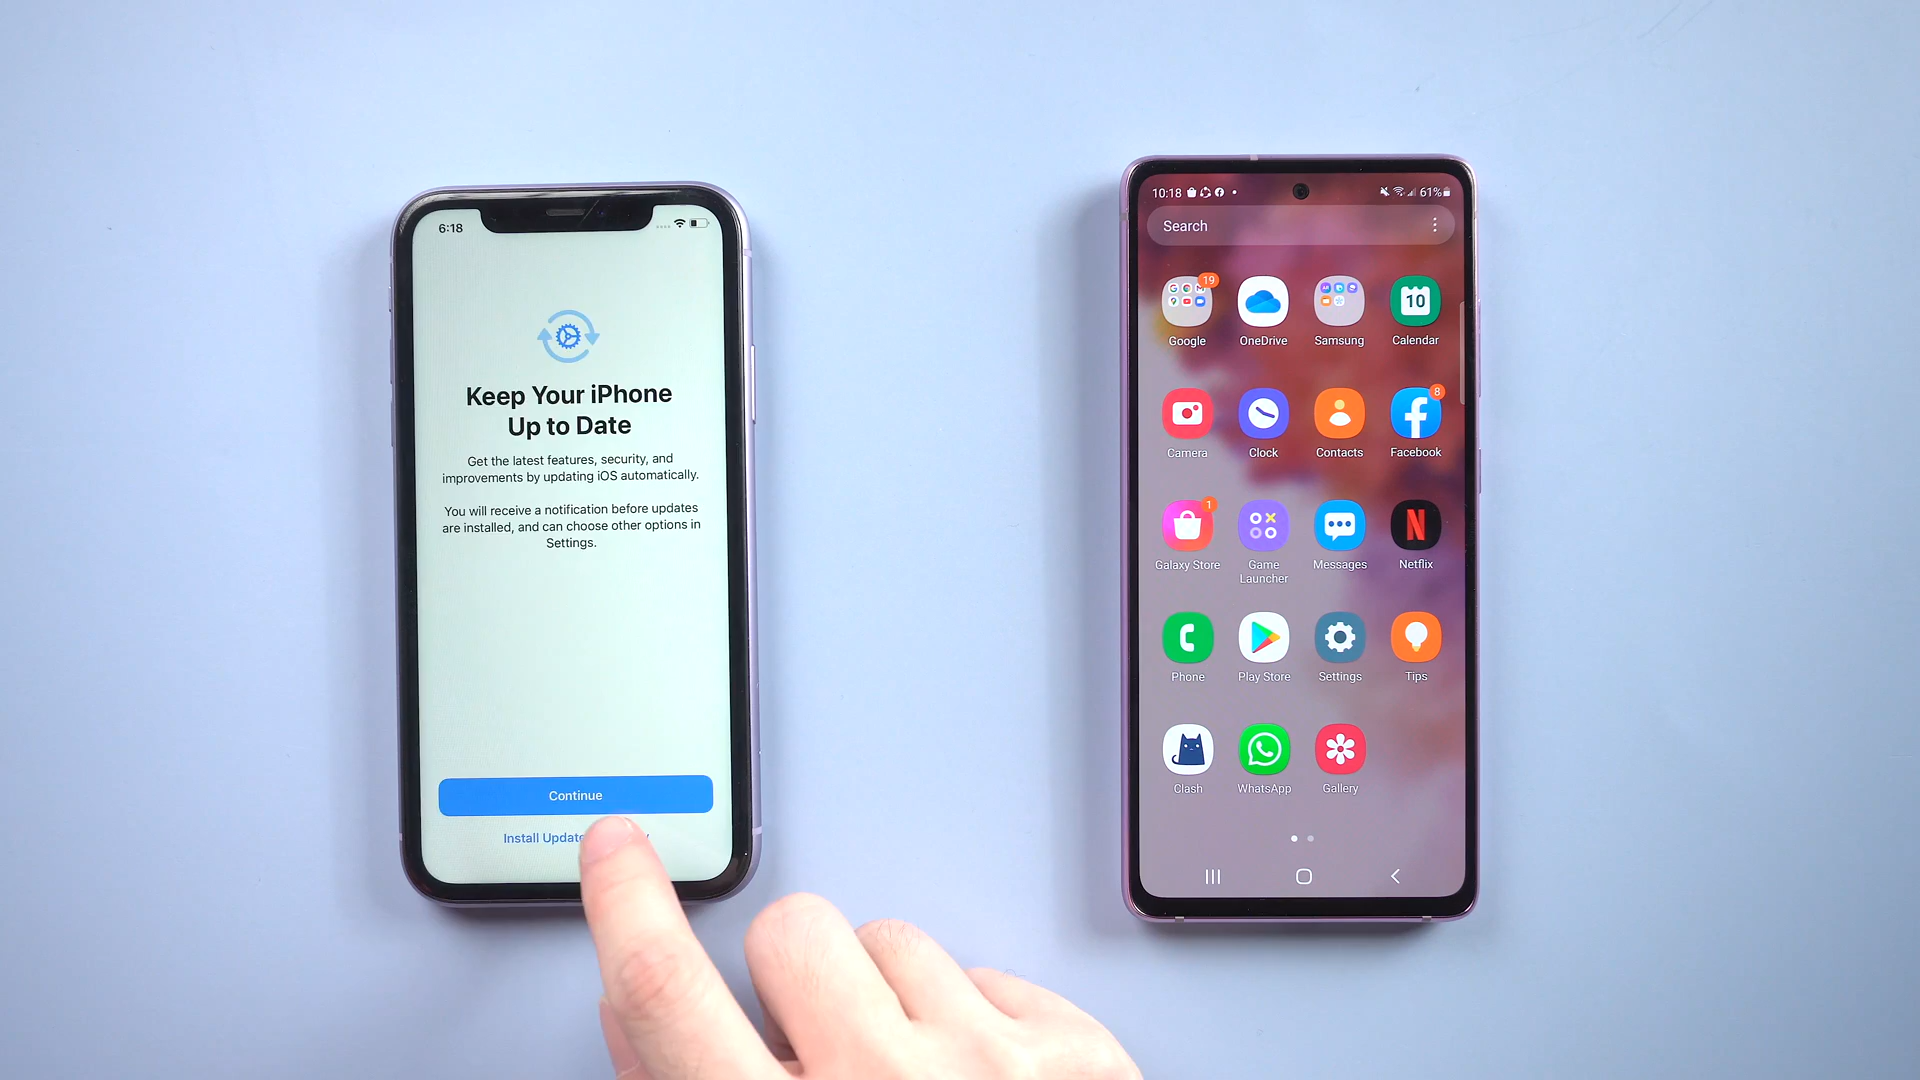 6:18
Keep Your iPhone
Up to Date
Get the latest features, security, and
improvements by updating iOS automatically.
You will receive a notification before updates
are installed, and can choose other options in
Settings.
Continue
Install
10:18
61%
Search
19
10
Google
OneDrive
Samsung
Calendar
8
Camera
Clock
Contacts
Facebook
1
N
Galaxy Store
Game
Launcher
Messages
Netflix
Phone
Play Store
Settings
Tips
Clash
WhatsApp
Gallery